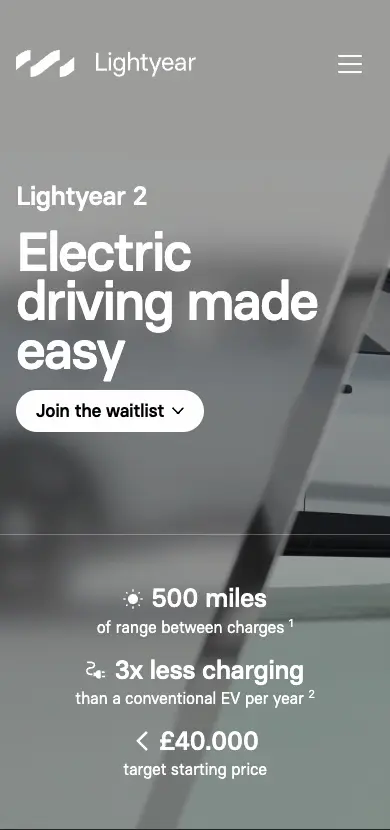 Lightyear
Lightyear 2
Electric
driving made
easy
Join the waitlist
500 miles
of range between charges ¹
3x less charging
than a conventional EV per year ²
< £40.000
target starting price